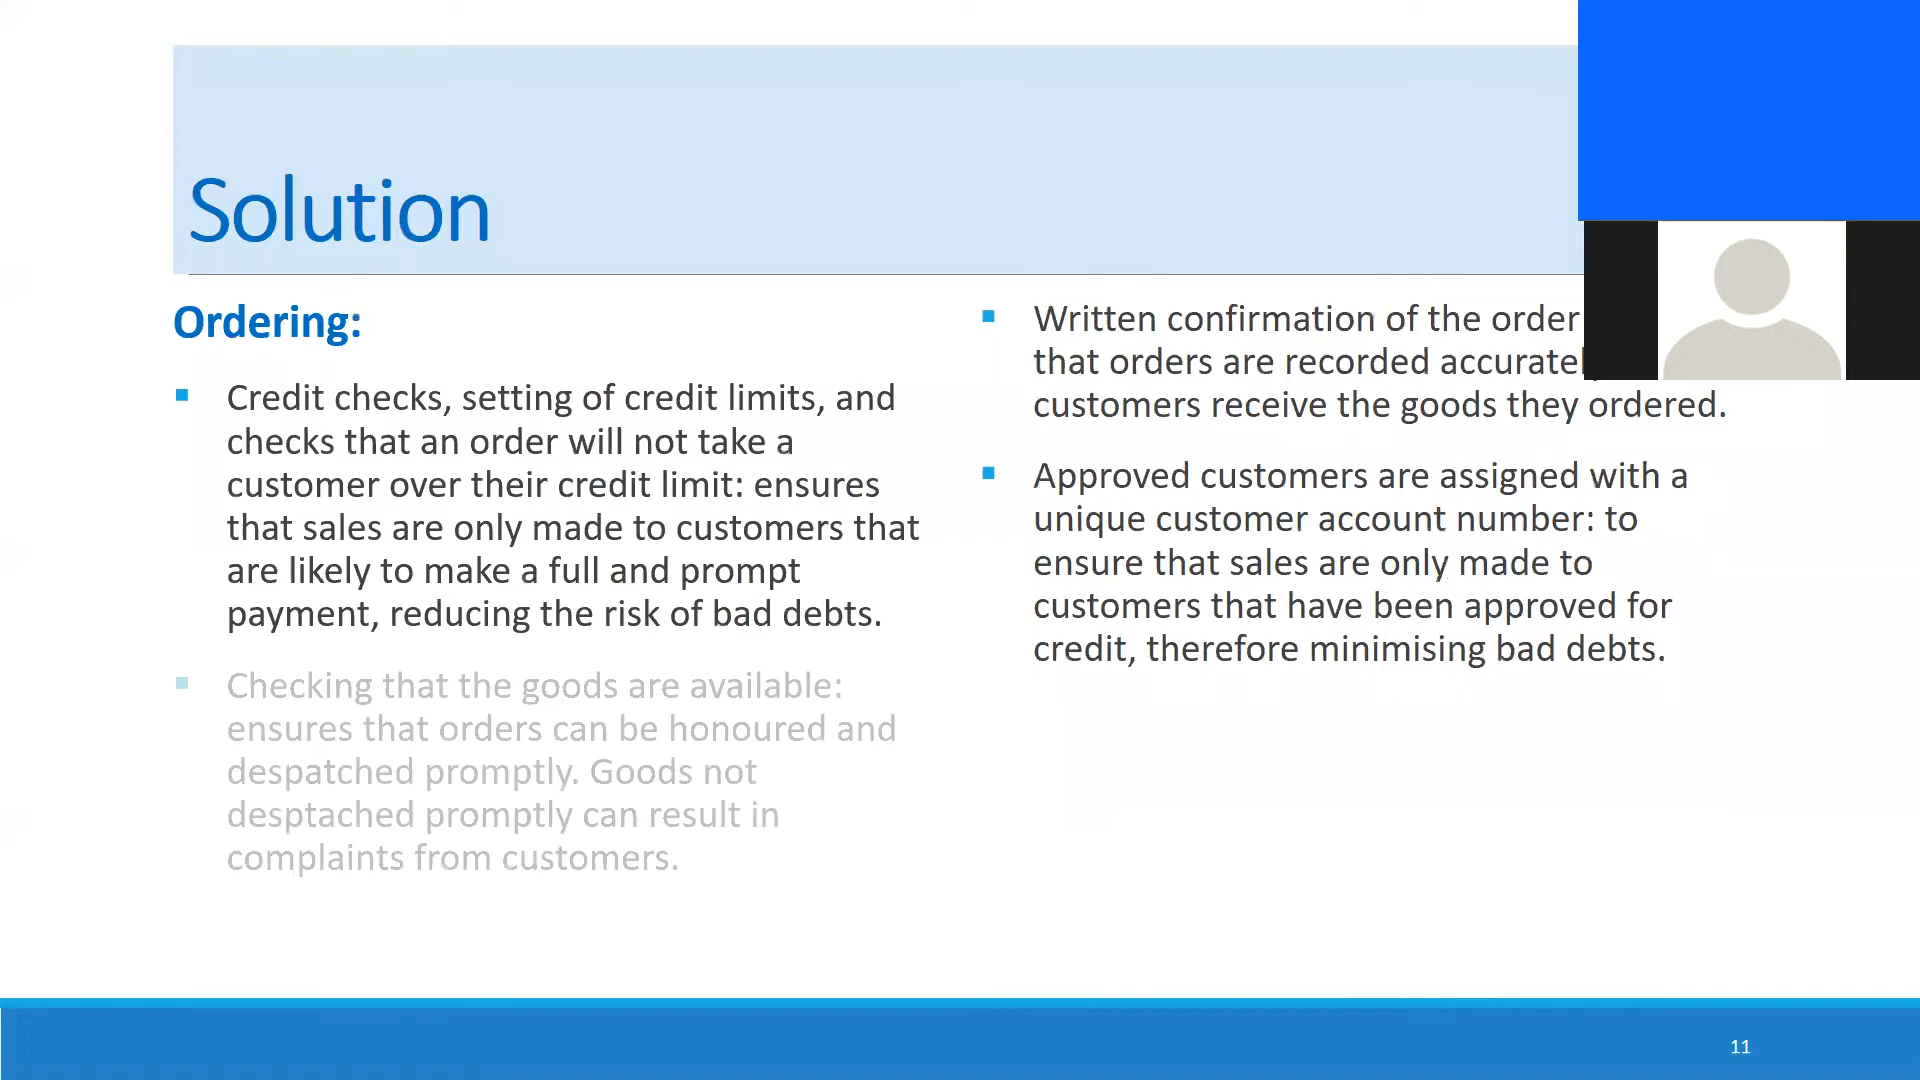 Solution
Ordering:
Credit checks, setting of credit limits, and
checks that an order will not take a
customer over their credit limit: ensures
that sales are only made to customers that
are likely to make a full and prompt
payment, reducing the risk of bad debts.
Checking that the goods are available:
ensures that orders can be honoured and
despatched promptly. Goods not
desptached promptly can result in
complaints from customers.
Written confirmation of the order
that orders are recorded
customers receive the goods they ordered.
Approved customers are assigned with a
unique customer account number: to
ensure that sales are only made to
customers that have been approved for
credit, therefore minimising bad debts.
11